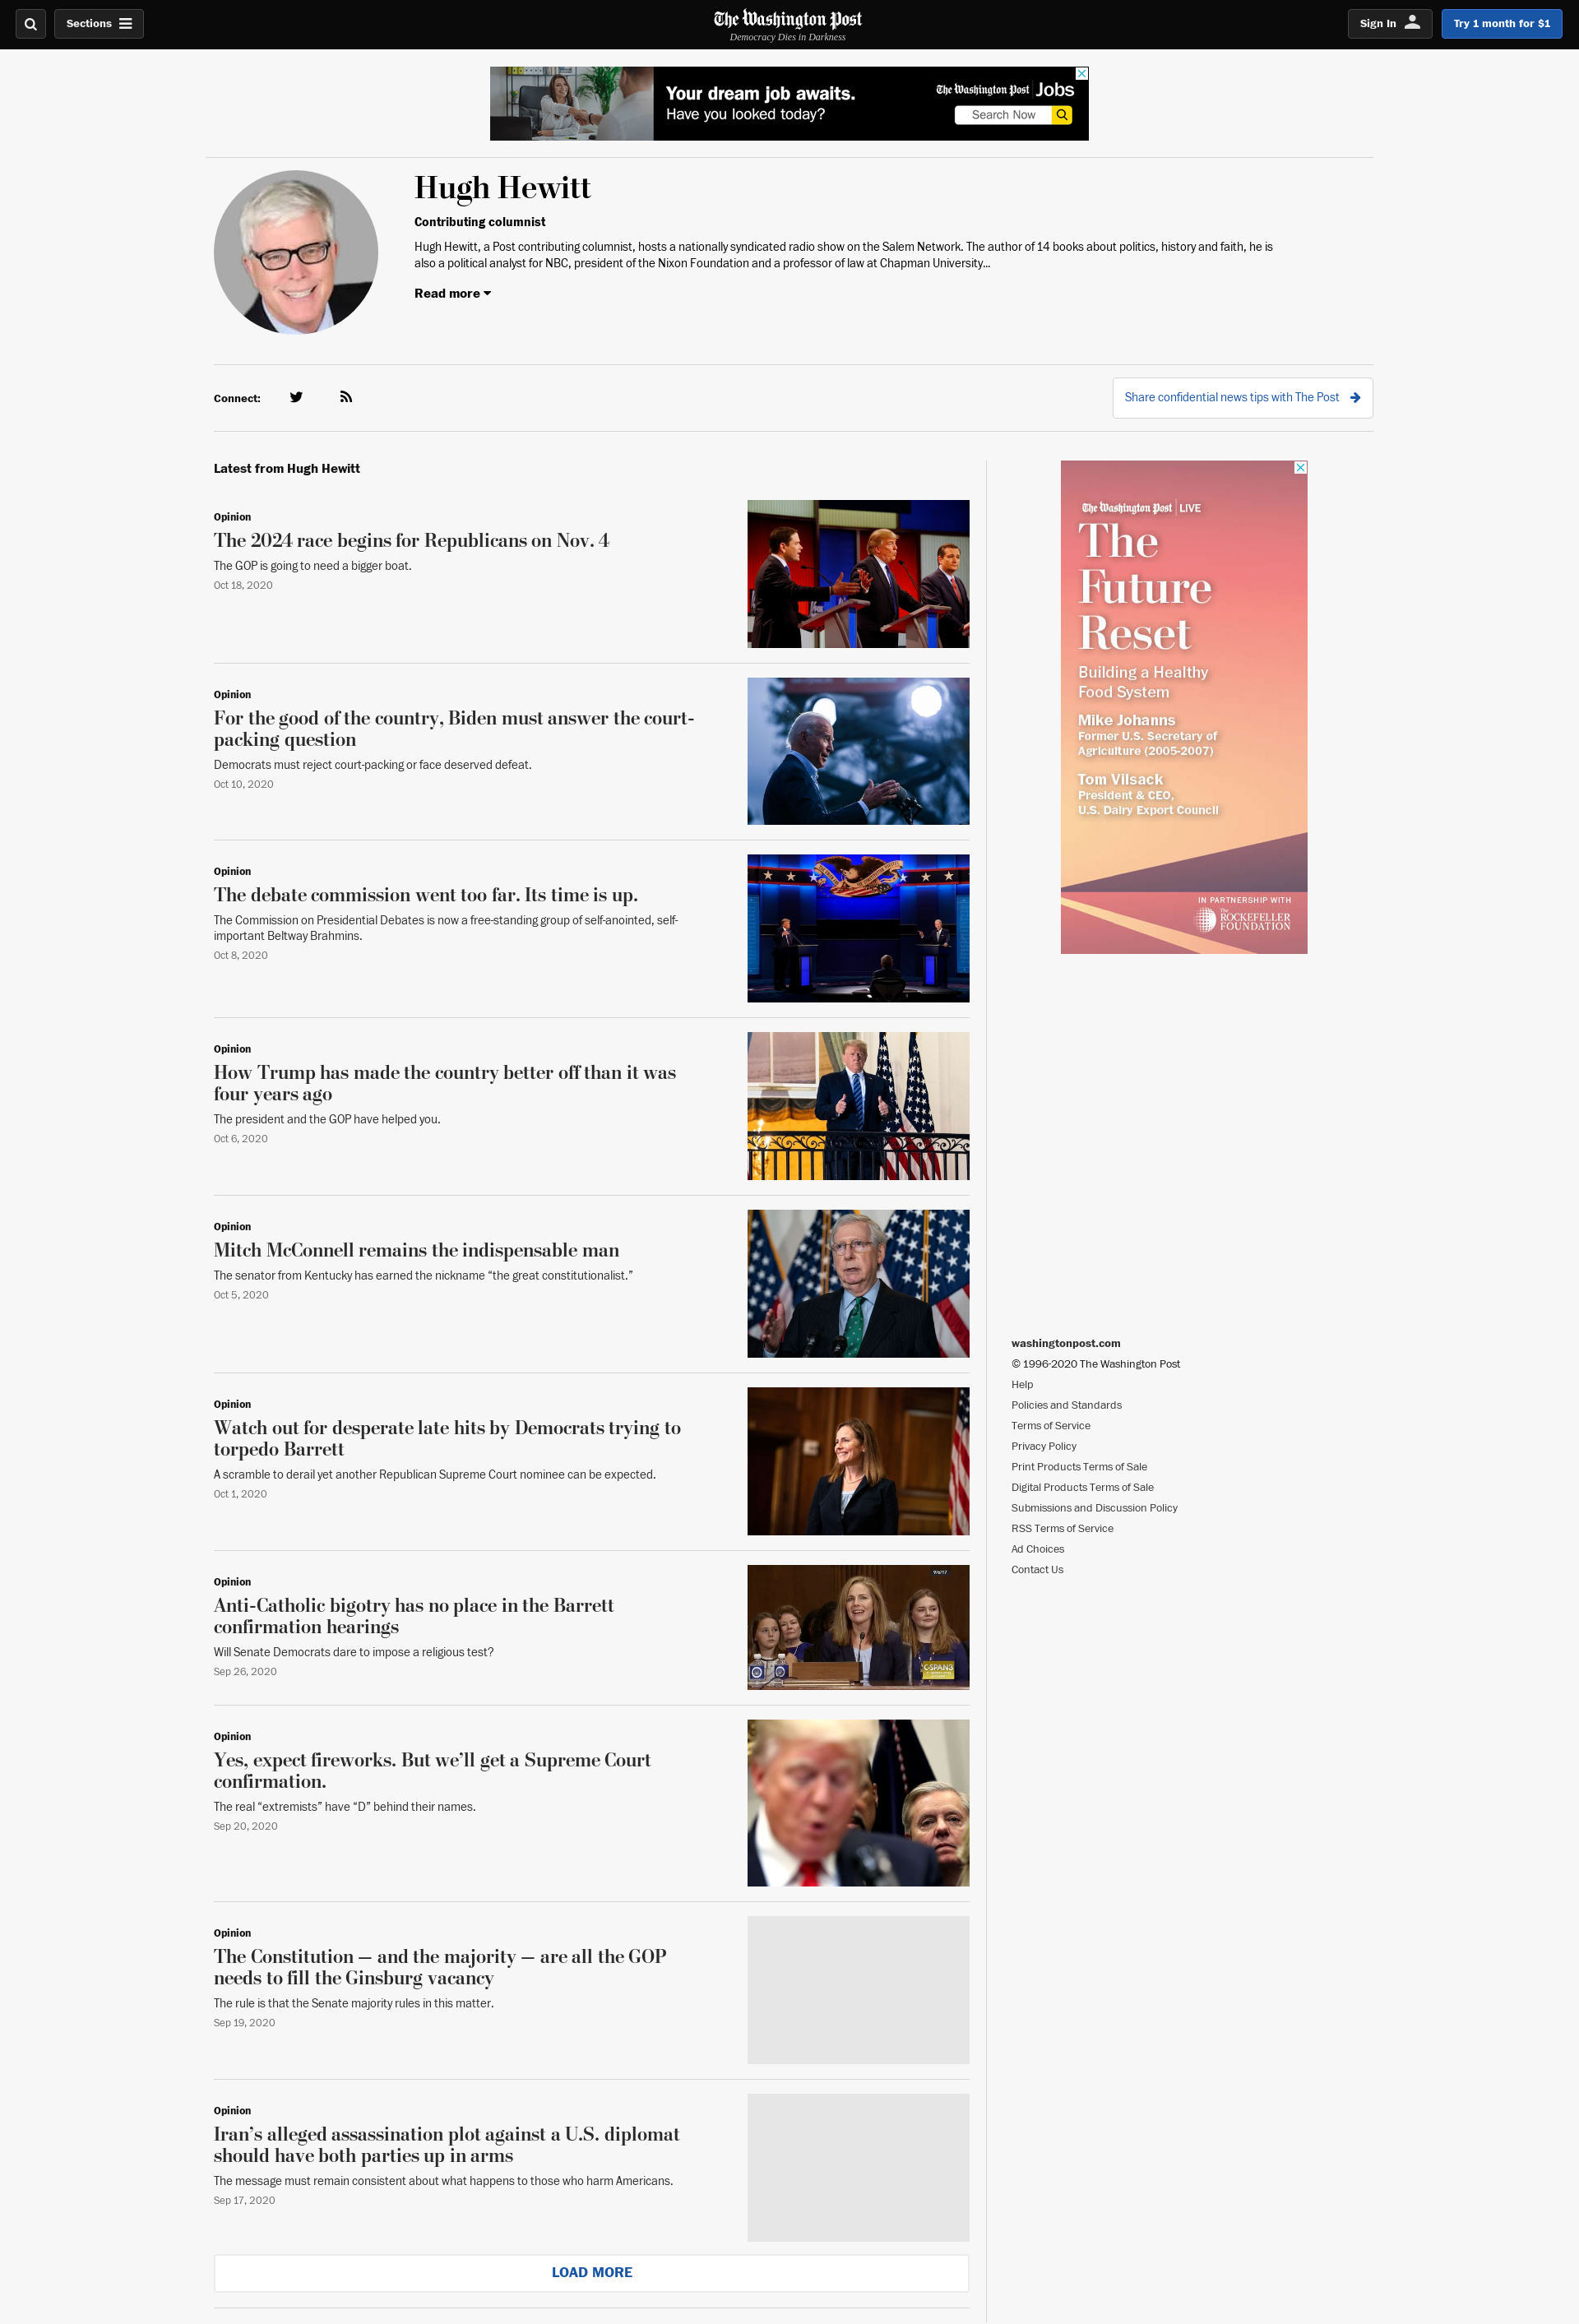 Sections
The Washington Post
Democracy Dies in Darkness
Sign In
Try 1 month for $1
Your dream job awaits.
Have you looked today?
The Washington Post Jobs
Search Now
Hugh Hewitt
Contributing columnist
Hugh Hewitt, a Post contributing columnist, hosts a nationally syndicated radio show on the Salem Network. The author of 14 books about politics, history and faith, he is
also a political analyst for NBC, president of the Nixon Foundation and a professor of law at Chapman University...
Read more
Connect:
Share confidential news tips with The Post
Latest from Hugh Hewitt
Opinion
The 2024 race begins for Republicans on Nov. 4
The GOP is going to need a bigger boat.
Oct 18, 2020
Opinion
For the good of the country, Biden must answer the court-
packing question
Democrats must reject court-packing or face deserved defeat.
Oct 10, 2020
Opinion
The debate commission went too far. Its time is up.
The Commission on Presidential Debates is now a free-standing group of self-anointed, self-
important Beltway Brahmins.
Oct 8, 2020
Opinion
How Trump has made the country better off than it was
four years ago
The president and the GOP have helped you.
Oct 6, 2020
Opinion
Mitch McConnell remains the indispensable man
The senator from Kentucky has earned the nickname “the great constitutionalist.”
Oct 5, 2020
Opinion
Watch out for desperate late hits by Democrats trying to
torpedo Barrett
A scramble to derail yet another Republican Supreme Court nominee can be expected.
Oct 1, 2020
Opinion
Anti-Catholic bigotry has no place in the Barrett
confirmation hearings
Will Senate Democrats dare to impose a religious test?
Sep 26, 2020
C-SPAN3
Opinion
Yes, expect fireworks. But we’ll get a Supreme Court
confirmation.
The real “extremists” have “D” behind their names.
Sep 20, 2020
Opinion
The Constitution — and the majority — are all the GOP
needs to fill the Ginsburg vacancy
The rule is that the Senate majority rules in this matter.
Sep 19, 2020
Opinion
Iran’s alleged assassination plot against a U.S. diplomat
should have both parties up in arms
The message must remain consistent about what happens to those who harm Americans.
Sep 17, 2020
LOAD MORE
The Washington Post LIVE
The
Future
Reset
Building a Healthy
Food System
Mike Johanns
Former U.S. Secretary of
Agriculture (2005-2007)
Tom Vilsack
President & CEO,
U.S. Dairy Export Council
IN PARTNERSHIP WITH
The
ROCKEFELLER
FOUNDATION
washingtonpost.com
© 1996-2020 The Washington Post
Help
Policies and Standards
Terms of Service
Privacy Policy
Print Products Terms of Sale
Digital Products Terms of Sale
Submissions and Discussion Policy
RSS Terms of Service
Ad Choices
Contact Us